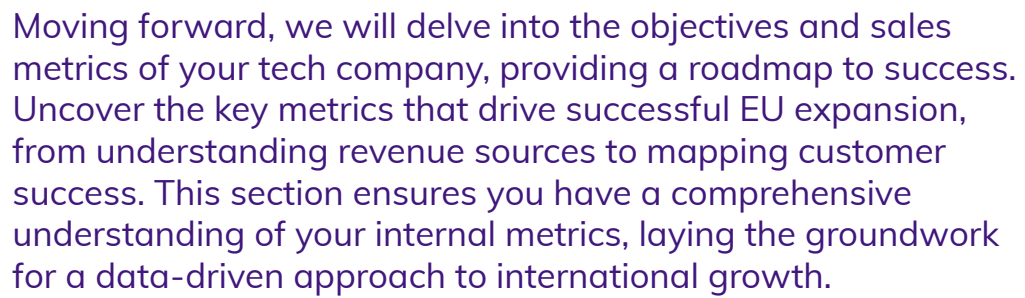 Moving forward, we will delve into the objectives and sales
metrics of your tech company, providing a roadmap to success.
Uncover the key metrics that drive successful EU expansion,
from understanding revenue sources to mapping customer
success. This section ensures you have a comprehensive
understanding of your internal metrics, laying the groundwork
for a data-driven approach to international growth.